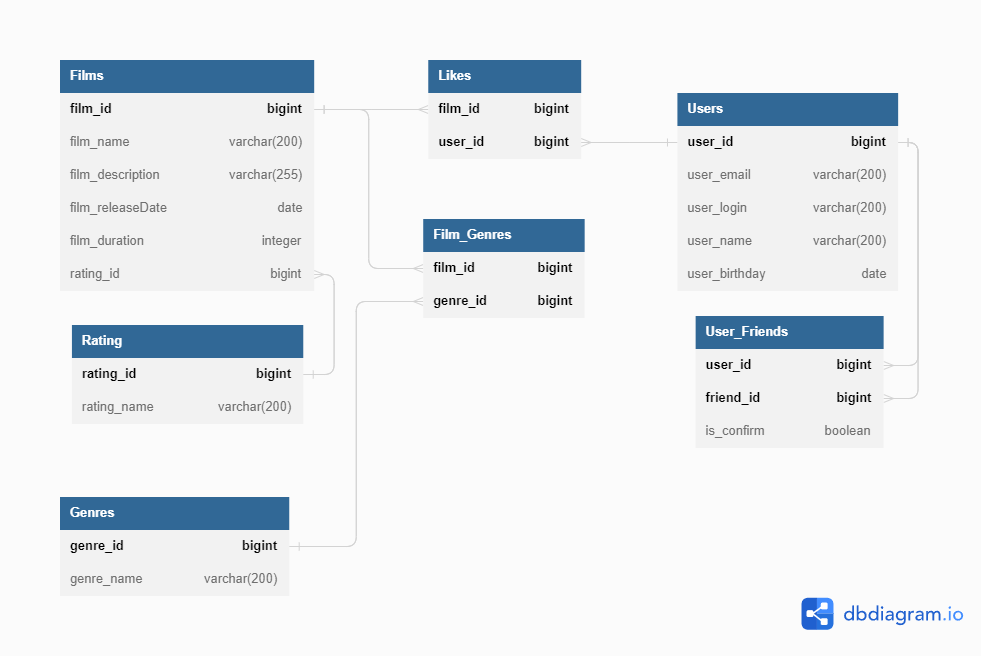 Films
film_id bigint
film_name varchar(200)
film_description varchar(255)
film_releaseDate date
film_duration integer
rating_id bigint
Rating
rating_id bigint
rating_name varchar(200)
Genres
genre_id bigint
genre_name varchar(200)
Likes
film_id bigint
user_id bigint
Film_Genres
film_id bigint
genre_id bigint
Users
user_id bigint
user_email varchar(200)
user_login varchar(200)
user_name varchar(200)
user_birthday date
User_Friends
user_id bigint
friend_id bigint
is_confirm boolean
dbdiagram.io